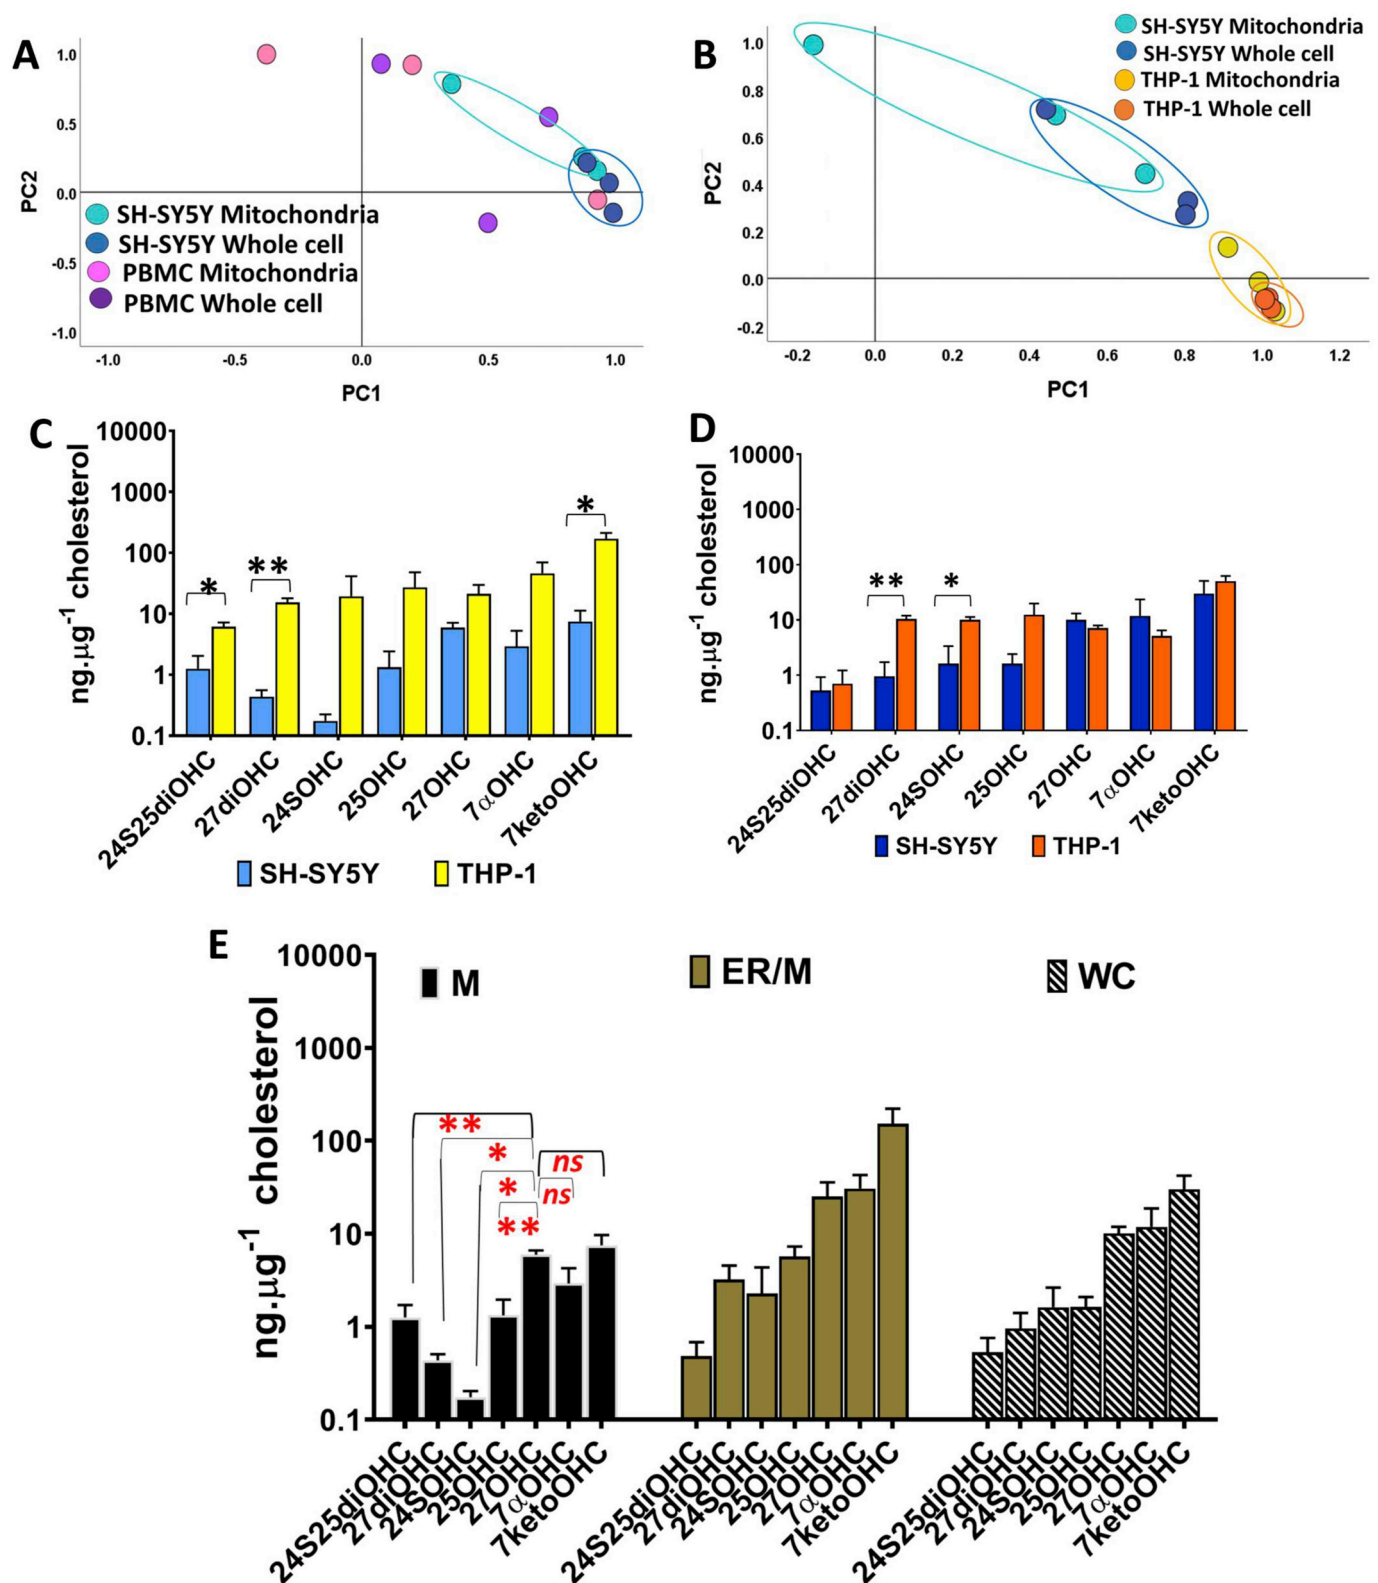 A
PC2
1.0
0.5
0.0
-0.5
-1.0
SH-SY5Y Mitochondria
SH-SY5Y Whole cell
PBMC Mitochondria
PBMC Whole cell
-1.0 -0.5 0.0 0.5 1.0
PC1
B
SH-SY5Y Mitochondria
SH-SY5Y Whole cell
THP-1 Mitochondria
THP-1 Whole cell
PC2
1.0
0.8
0.6
0.4
0.2
0.0
-0.2
-0.2 0.0 0.2 0.4 0.6 0.8 1.0 1.2
PC1
C
ng.µg-1 cholesterol
10000
1000
100
10
1
0.1
*
**
*
24S25diOHC
27diOHC
24SOHC
25OHC
27OHC
7αOHC
7ketoOHC
SH-SY5Y THP-1
D
ng.µg-1 cholesterol
10000
1000
100
10
1
0.1
**
*
24S25diOHC
27diOHC
24SOHC
25OHC
27OHC
7αOHC
7ketoOHC
SH-SY5Y THP-1
E
ng.µg-1 cholesterol
10000
1000
100
10
1
0.1
M ER/M WC
**
*
*
**
ns
ns
24S25diOHC
27diOHC
24SOHC
25OHC
27OHC
7αOHC
7ketoOHC
24S25diOHC
27diOHC
24SOHC
25OHC
27OHC
7αOHC
7ketoOHC
24S25diOHC
27diOHC
24SOHC
25OHC
27OHC
7αOHC
7ketoOHC